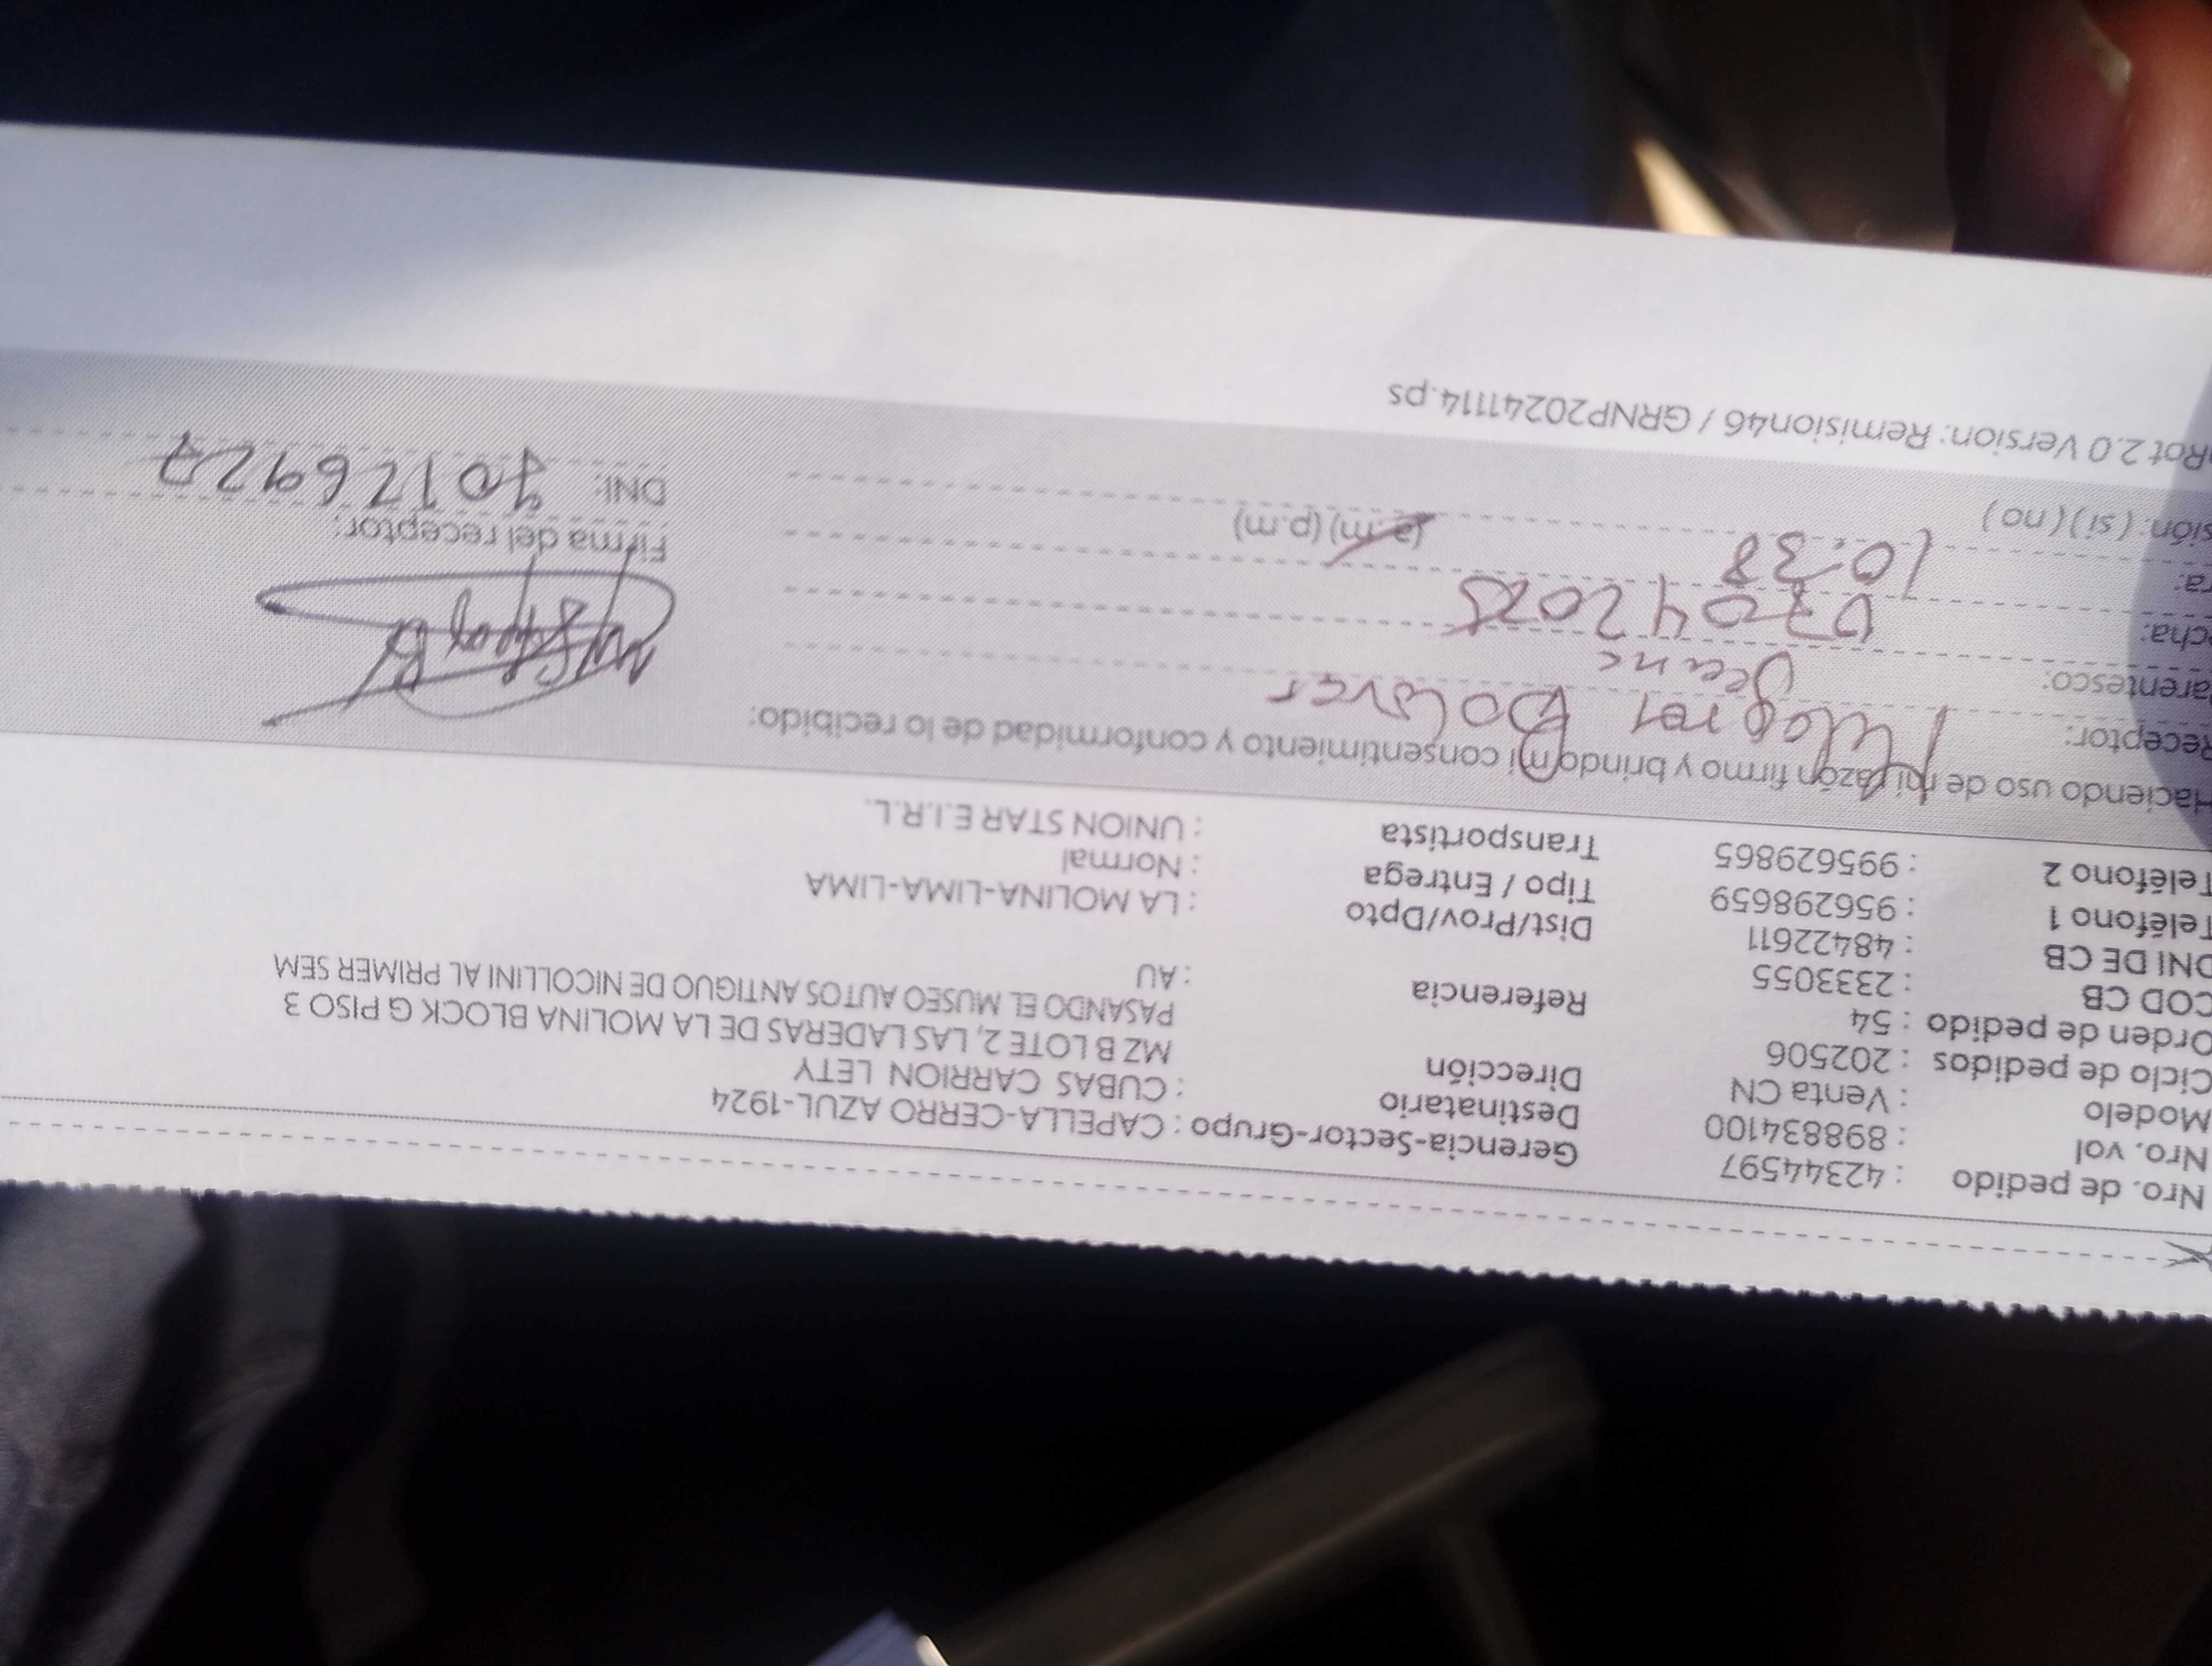 Nro. de pedido : 42344597 Gerencia-Sector-Grupo : CAPELLA-CERRO AZUL-1924
Nro. vol : 898834100 Destinatario : CUBAS CARRION LETY
Modelo : Venta CN Dirección MZ B LOTE 2, LAS LADERAS DE LA MOLINA BLOCK G PISO 3
Ciclo de pedidos : 202506
Orden de pedido : 54 Referencia PASANDO EL MUSEO AUTOS ANTIGUO DE NICOLLINI AL PRIMER SEM
COD CB : 2333055 : AU
DNI DE CB : 48422611 Dist/Prov/Dpto : LA MOLINA-LIMA-LIMA
Teléfono 1 : 956298659 Tipo / Entrega : Normal
Teléfono 2 : 995629865 Transportista : UNION STAR E.I.R.L.
Haciendo uso de mi razón firmo y brindo mi consentimiento y conformidad de lo recibido:
Receptor:
arentesco:
cha: 07 04 2025
ra: 10:38 (a.m) (p.m)
sión: ( si ) ( no )
Firma del receptor:
DNI: 70126927
Rot 2.0 Version: Remision46 / GRNP20241114.ps